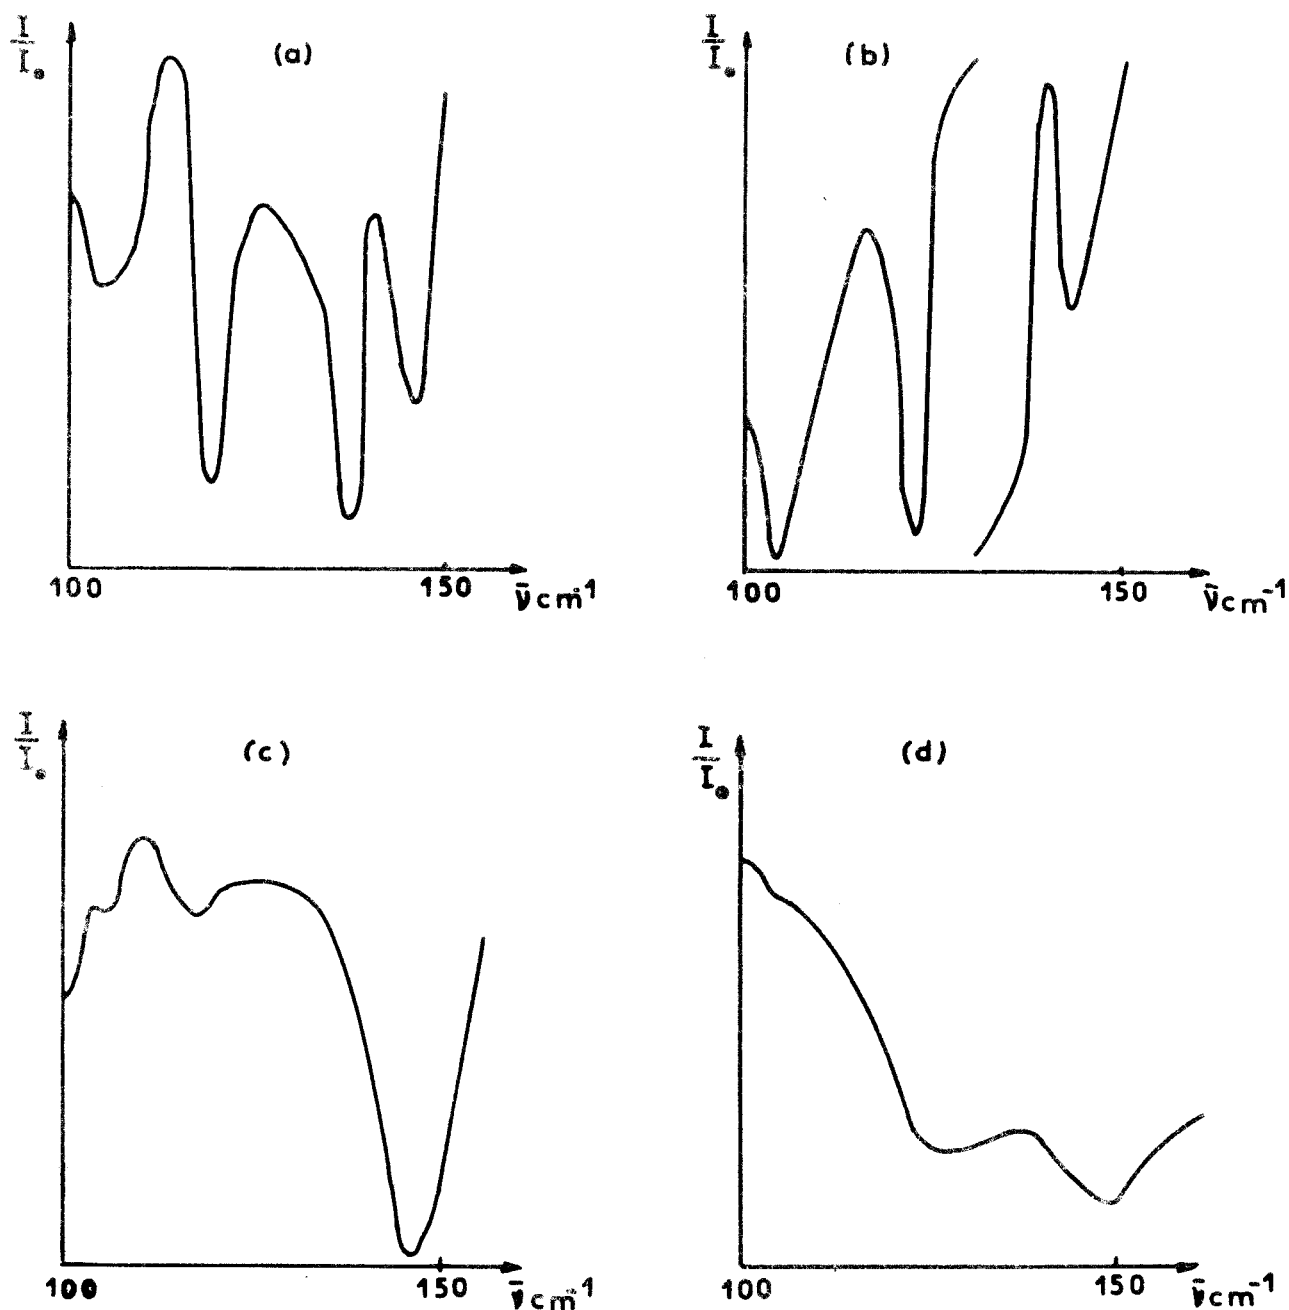 I/I₀ (a)
100 150 ν̄ cm⁻¹
I/I₀ (b)
100 150 ν̄ cm⁻¹
I/I₀ (c)
100 150 ν̄ cm⁻¹
I/I₀ (d)
100 150 ν̄ cm⁻¹